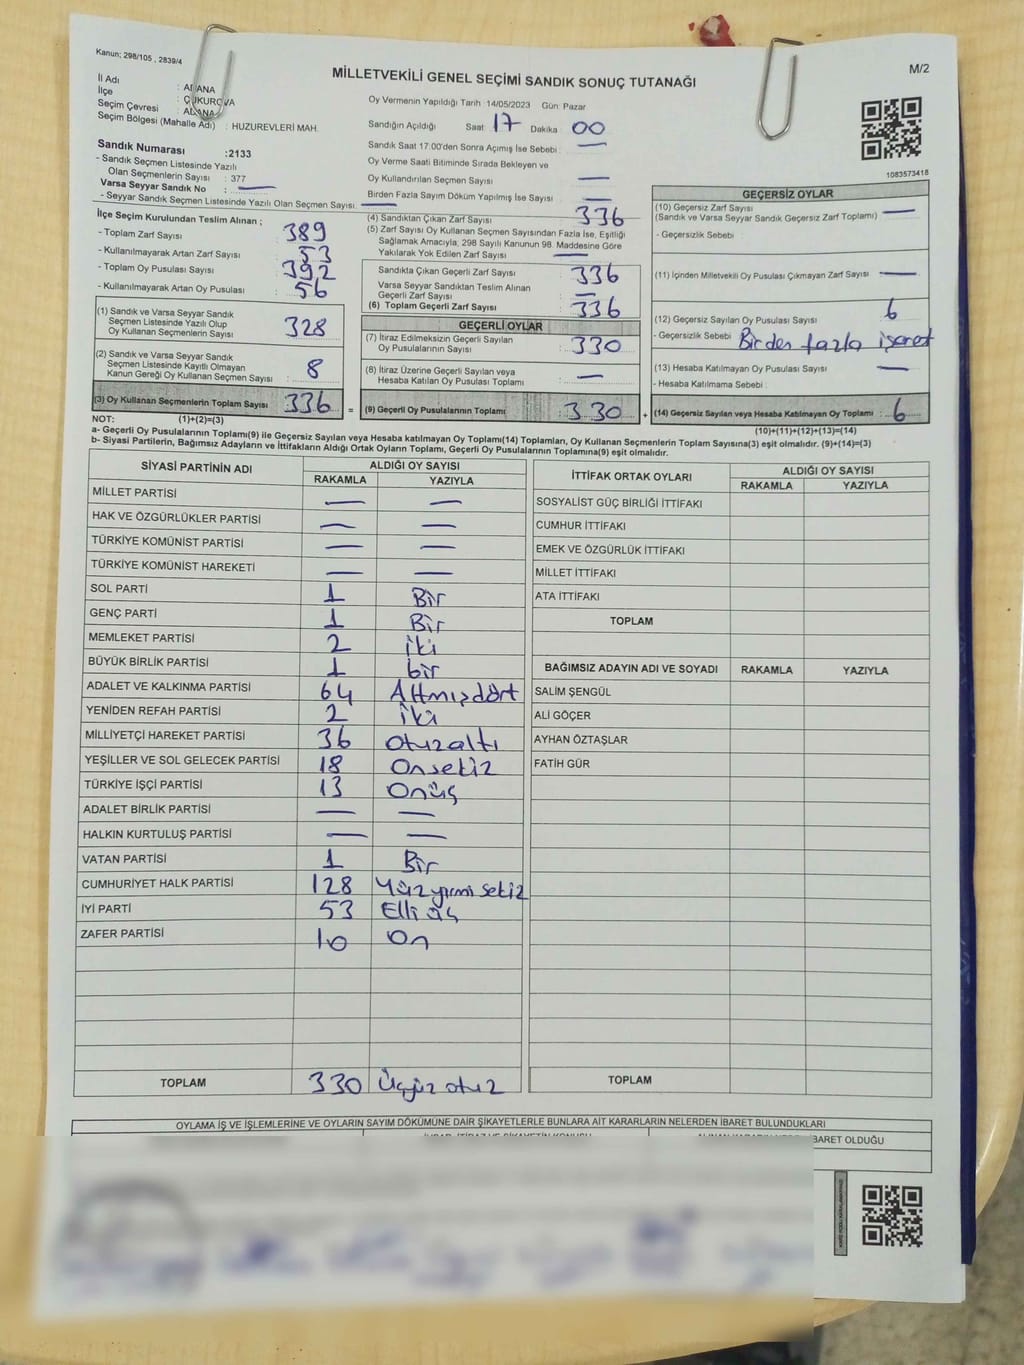 Kanun; 298/105 , 2839/4
M/2
MİLLETVEKİLİ GENEL SEÇİMİ SANDIK SONUÇ TUTANAĞI
İl Adı : ADANA
İlçe : ÇUKUROVA
Seçim Çevresi : ADANA
Seçim Bölgesi (Mahalle Adı) : HUZUREVLERİ MAH.
Sandık Numarası :2133
- Sandık Seçmen Listesinde Yazılı
Olan Seçmenlerin Sayısı : 377
Varsa Seyyar Sandık No : —
- Seyyar Sandık Seçmen Listesinde Yazılı Olan Seçmen Sayısı: —
Oy Vermenin Yapıldığı Tarih :14/05/2023 Gün: Pazar
Sandığın Açıldığı Saat : 17 Dakika : 00
Sandık Saat 17:00'den Sonra Açımış İse Sebebi : —
Oy Verme Saati Bitiminde Sırada Bekleyen ve
Oy Kullandırılan Seçmen Sayısı : —
Birden Fazla Sayım Döküm Yapılmış İse Sayısı : —
1083573418
İlçe Seçim Kurulundan Teslim Alınan ;
- Toplam Zarf Sayısı : 389
- Kullanılmayarak Artan Zarf Sayısı : 53
- Toplam Oy Pusulası Sayısı : 392
- Kullanılmayarak Artan Oy Pusulası : 56
(1) Sandık ve Varsa Seyyar Sandık
Seçmen Listesinde Yazılı Olup
Oy Kullanan Seçmenlerin Sayısı : 328
(2) Sandık ve Varsa Seyyar Sandık
Seçmen Listesinde Kayıtlı Olmayan
Kanun Gereği Oy Kullanan Seçmen Sayısı : 8
(3) Oy Kullanan Seçmenlerin Toplam Sayısı : 336 =
(4) Sandıktan Çıkan Zarf Sayısı : 336
(5) Zarf Sayısı Oy Kullanan Seçmen Sayısından Fazla İse, Eşitliği
Sağlamak Amacıyla; 298 Sayılı Kanunun 98. Maddesine Göre
Yakılarak Yok Edilen Zarf Sayısı : —
Sandıkta Çıkan Geçerli Zarf Sayısı : 336
Varsa Seyyar Sandıktan Teslim Alınan
Geçerli Zarf Sayısı : —
(6) Toplam Geçerli Zarf Sayısı : 336
GEÇERLİ OYLAR
(7) İtiraz Edilmeksizin Geçerli Sayılan
Oy Pusulalarının Sayısı : 330
(8) İtiraz Üzerine Geçerli Sayılan veya
Hesaba Katılan Oy Pusulası Toplamı : —
(9) Geçerli Oy Pusulalarının Toplamı : 330 +
GEÇERSİZ OYLAR
(10) Geçersiz Zarf Sayısı
(Sandık ve Varsa Seyyar Sandık Geçersiz Zarf Toplamı) : —
- Geçersizlik Sebebi :
(11) İçinden Milletvekili Oy Pusulası Çıkmayan Zarf Sayısı : —
(12) Geçersiz Sayılan Oy Pusulası Sayısı : 6
- Geçersizlik Sebebi : Birden fazla işaret
(13) Hesaba Katılmayan Oy Pusulası Sayısı : —
- Hesaba Katılmama Sebebi :
(14) Geçersiz Sayılan veya Hesaba Katılmayan Oy Toplamı : 6
NOT: (1)+(2)=(3)
(10)+(11)+(12)+(13)=(14)
a- Geçerli Oy Pusulalarının Toplamı(9) ile Geçersiz Sayılan veya Hesaba katılmayan Oy Toplamı(14) Toplamları, Oy Kullanan Seçmenlerin Toplam Sayısına(3) eşit olmalıdır. (9)+(14)=(3)
b- Siyasi Partilerin, Bağımsız Adayların ve İttifakların Aldığı Ortak Oyların Toplamı, Geçerli Oy Pusulalarının Toplamına(9) eşit olmalıdır.
SİYASİ PARTİNİN ADI ALDIĞI OY SAYISI
RAKAMLA YAZIYLA
MİLLET PARTİSİ — —
HAK VE ÖZGÜRLÜKLER PARTİSİ — —
TÜRKİYE KOMÜNİST PARTİSİ — —
TÜRKİYE KOMÜNİST HAREKETİ — —
SOL PARTİ 1 Bir
GENÇ PARTİ 1 Bir
MEMLEKET PARTİSİ 2 iki
BÜYÜK BİRLİK PARTİSİ 1 bir
ADALET VE KALKINMA PARTİSİ 64 Altmışdört
YENİDEN REFAH PARTİSİ 2 iki
MİLLİYETÇİ HAREKET PARTİSİ 36 otuzaltı
YEŞİLLER VE SOL GELECEK PARTİSİ 18 Onsekiz
TÜRKİYE İŞÇİ PARTİSİ 13 Onüç
ADALET BİRLİK PARTİSİ — —
HALKIN KURTULUŞ PARTİSİ — —
VATAN PARTİSİ 1 Bir
CUMHURİYET HALK PARTİSİ 128 Yüzyirmi sekiz
İYİ PARTİ 53 Elli üç
ZAFER PARTİSİ 10 On
TOPLAM 330 Üçyüz otuz
İTTİFAK ORTAK OYLARI ALDIĞI OY SAYISI
RAKAMLA YAZIYLA
SOSYALİST GÜÇ BİRLİĞİ İTTİFAKI
CUMHUR İTTİFAKI
EMEK VE ÖZGÜRLÜK İTTİFAKI
MİLLET İTTİFAKI
ATA İTTİFAKI
TOPLAM
BAĞIMSIZ ADAYIN ADI VE SOYADI RAKAMLA YAZIYLA
SALİM ŞENGÜL
ALİ GÖÇER
AYHAN ÖZTAŞLAR
FATİH GÜR
TOPLAM
OYLAMA İŞ VE İŞLEMLERİNE VE OYLARIN SAYIM DÖKÜMÜNE DAİR ŞİKAYETLERLE BUNLARA AİT KARARLARIN NELERDEN İBARET BULUNDUKLARI
İBARET OLDUĞU